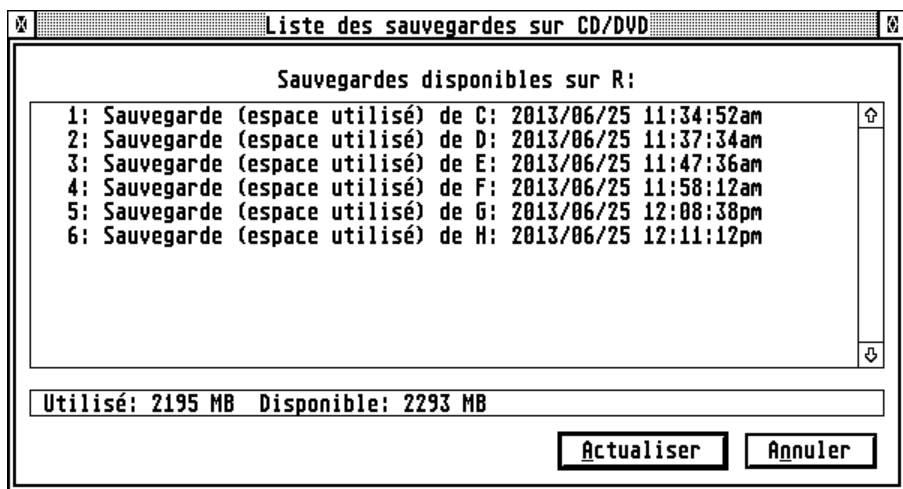 Liste des sauvegardes sur CD/DVD
Sauvegardes disponibles sur R:
1: Sauvegarde (espace utilisé) de C: 2013/06/25 11:34:52am
2: Sauvegarde (espace utilisé) de D: 2013/06/25 11:37:34am
3: Sauvegarde (espace utilisé) de E: 2013/06/25 11:47:36am
4: Sauvegarde (espace utilisé) de F: 2013/06/25 11:58:12am
5: Sauvegarde (espace utilisé) de G: 2013/06/25 12:08:38pm
6: Sauvegarde (espace utilisé) de H: 2013/06/25 12:11:12pm
Utilisé: 2195 MB  Disponible: 2293 MB
Actualiser Annuler